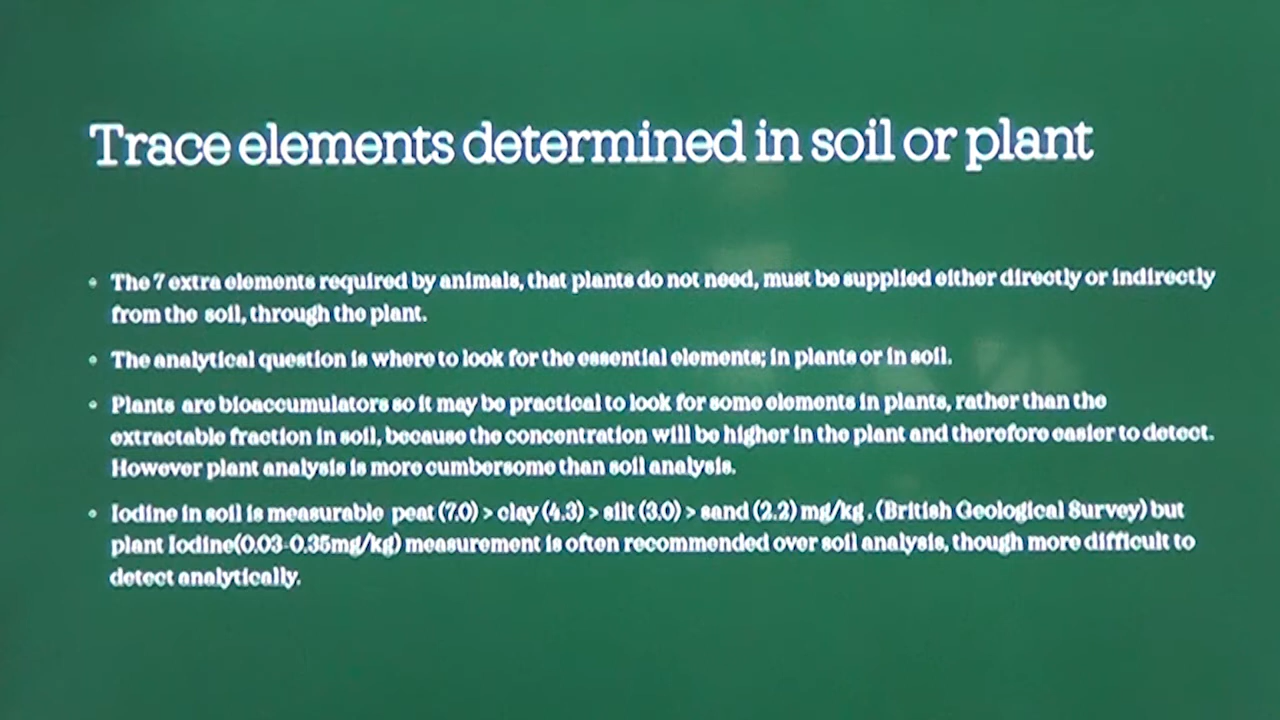 Trace elements determined in soil or plant
• The 7 extra elements required by animals, that plants do not need, must be supplied either directly or indirectly
from the soil, through the plant.
• The analytical question is where to look for the essential elements; in plants or in soil.
• Plants are bioaccumulators so it may be practical to look for some elements in plants, rather than the
extractable fraction in soil, because the concentration will be higher in the plant and therefore easier to detect.
However plant analysis is more cumbersome than soil analysis.
• Iodine in soil is measurable peat (7.0) > clay (4.3) > silt (3.0) > sand (2.2) mg/kg . (British Geological Survey) but
plant Iodine(0.03-0.35mg/kg) measurement is often recommended over soil analysis, though more difficult to
detect analytically.